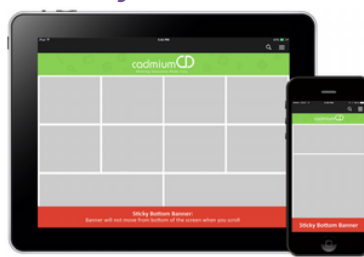 cadmiumCD
Sticky Bottom Banner:
Banner will not move from bottom of the screen when you scroll
cadmiumCD
Sticky Bottom Banner